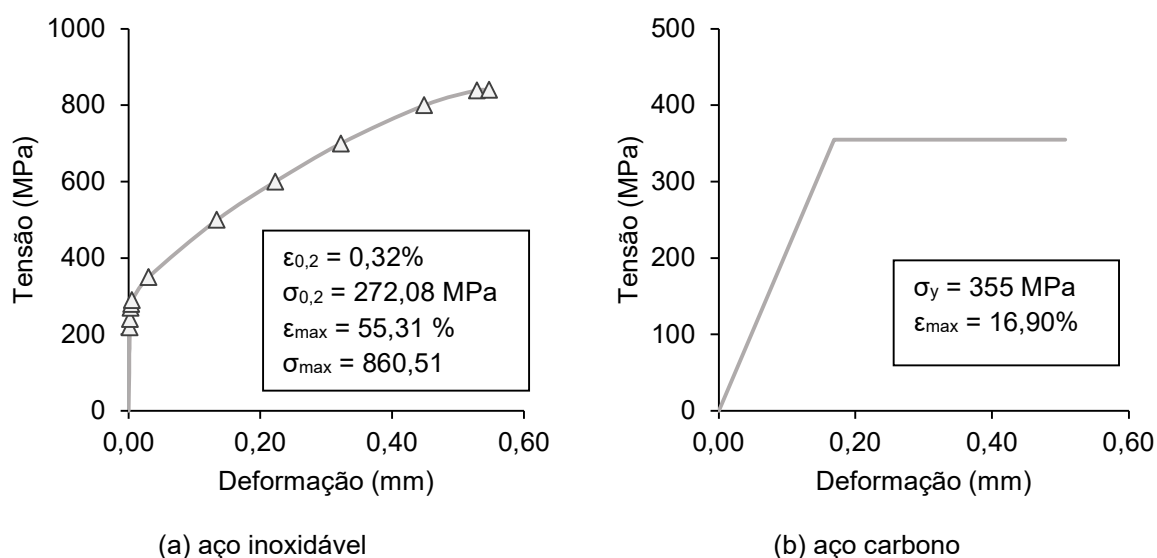 1000
800
600
400
200
0
Tensão (MPa)
0,00 0,20 0,40 0,60
Deformação (mm)
ε0,2 = 0,32%
σ0,2 = 272,08 MPa
εmax = 55,31 %
σmax = 860,51
(a) aço inoxidável
500
400
300
200
100
0
Tensão (MPa)
0,00 0,20 0,40 0,60
Deformação (mm)
σy = 355 MPa
εmax = 16,90%
(b) aço carbono